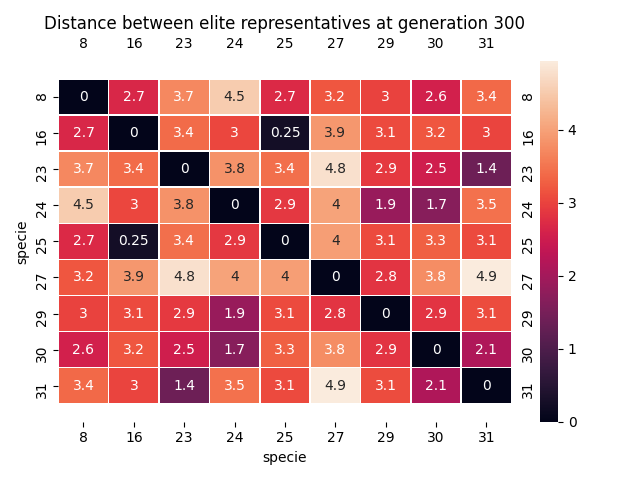 Distance between elite representatives at generation 300
8 16 23 24 25 27 29 30 31
8 0 2.7 3.7 4.5 2.7 3.2 3 2.6 3.4 8
16 2.7 0 3.4 3 0.25 3.9 3.1 3.2 3 16
23 3.7 3.4 0 3.8 3.4 4.8 2.9 2.5 1.4 23
24 4.5 3 3.8 0 2.9 4 1.9 1.7 3.5 24
25 2.7 0.25 3.4 2.9 0 4 3.1 3.3 3.1 25
27 3.2 3.9 4.8 4 4 0 2.8 3.8 4.9 27
29 3 3.1 2.9 1.9 3.1 2.8 0 2.9 3.1 29
30 2.6 3.2 2.5 1.7 3.3 3.8 2.9 0 2.1 30
31 3.4 3 1.4 3.5 3.1 4.9 3.1 2.1 0 31
8 16 23 24 25 27 29 30 31
specie
specie
4
3
2
1
0